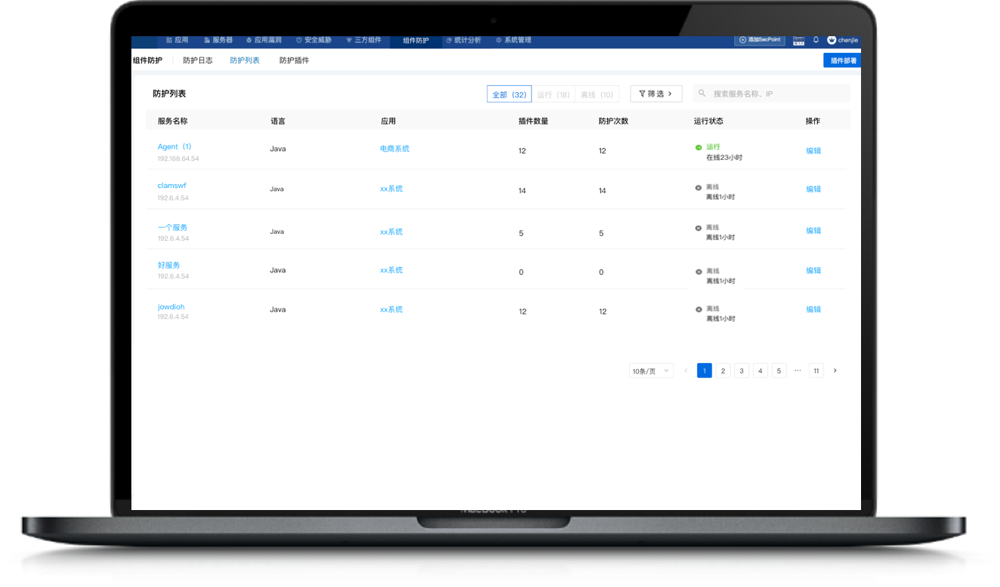 应用 服务器 应用漏洞 安全威胁 三方组件 组件防护 统计分析 系统管理 添加SecPoint chenjie
组件防护 防护日志 防护列表 防护插件 插件部署
防护列表 全部（32） 运行（18） 离线（10） 筛选 搜索服务名称、IP
服务名称 语言 应用 插件数量 防护次数 运行状态 操作
Agent（1） Java 电商系统 12 12 运行 编辑
192.168.64.54 在线23小时
clamswf Java xx系统 14 14 离线 编辑
192.6.4.54 离线1小时
一个服务 Java xx系统 5 5 离线 编辑
192.6.4.54 离线1小时
好服务 Java xx系统 0 0 离线 编辑
192.6.4.54 离线1小时
jowdioh Java xx系统 12 12 离线 编辑
192.6.4.54 离线1小时
10条/页 1 2 3 4 5 ··· 11